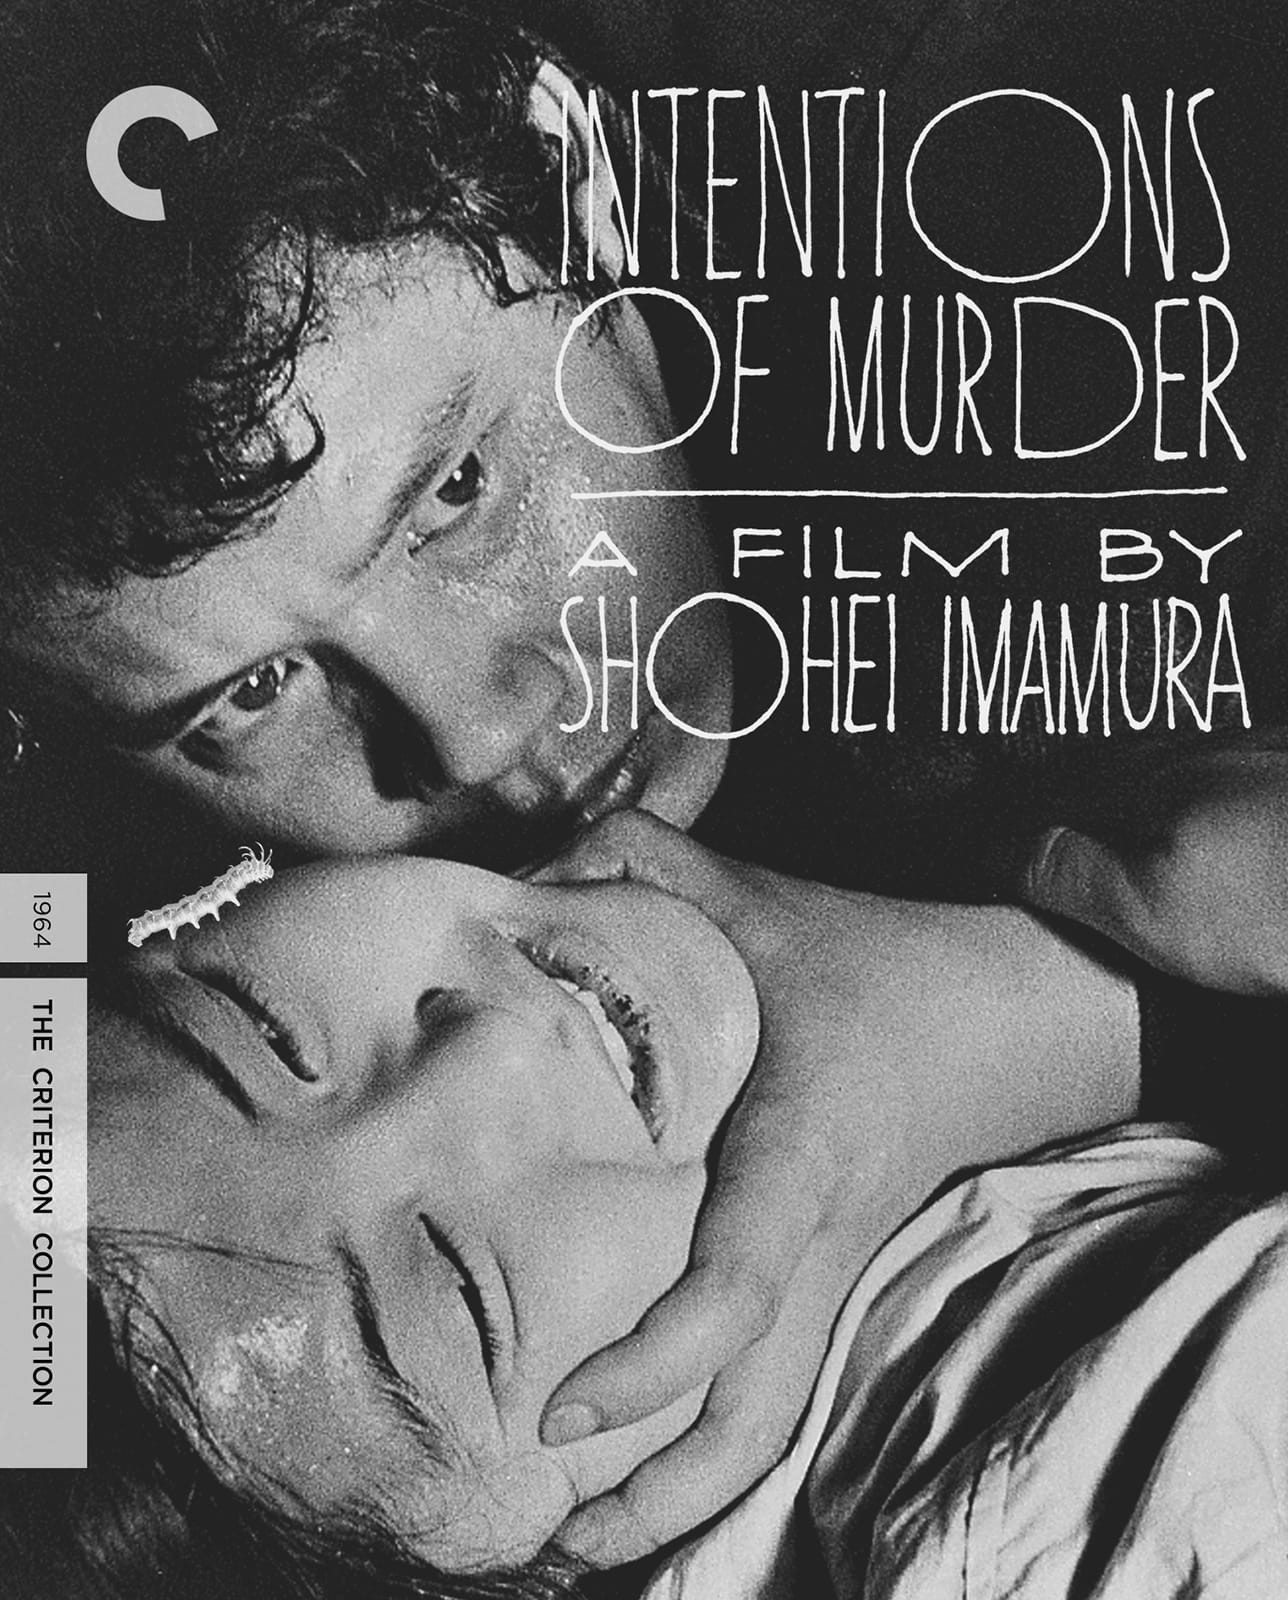 INTENTIONS
OF MURDER
A FILM BY
SHOHEI IMAMURA
1964
THE CRITERION COLLECTION